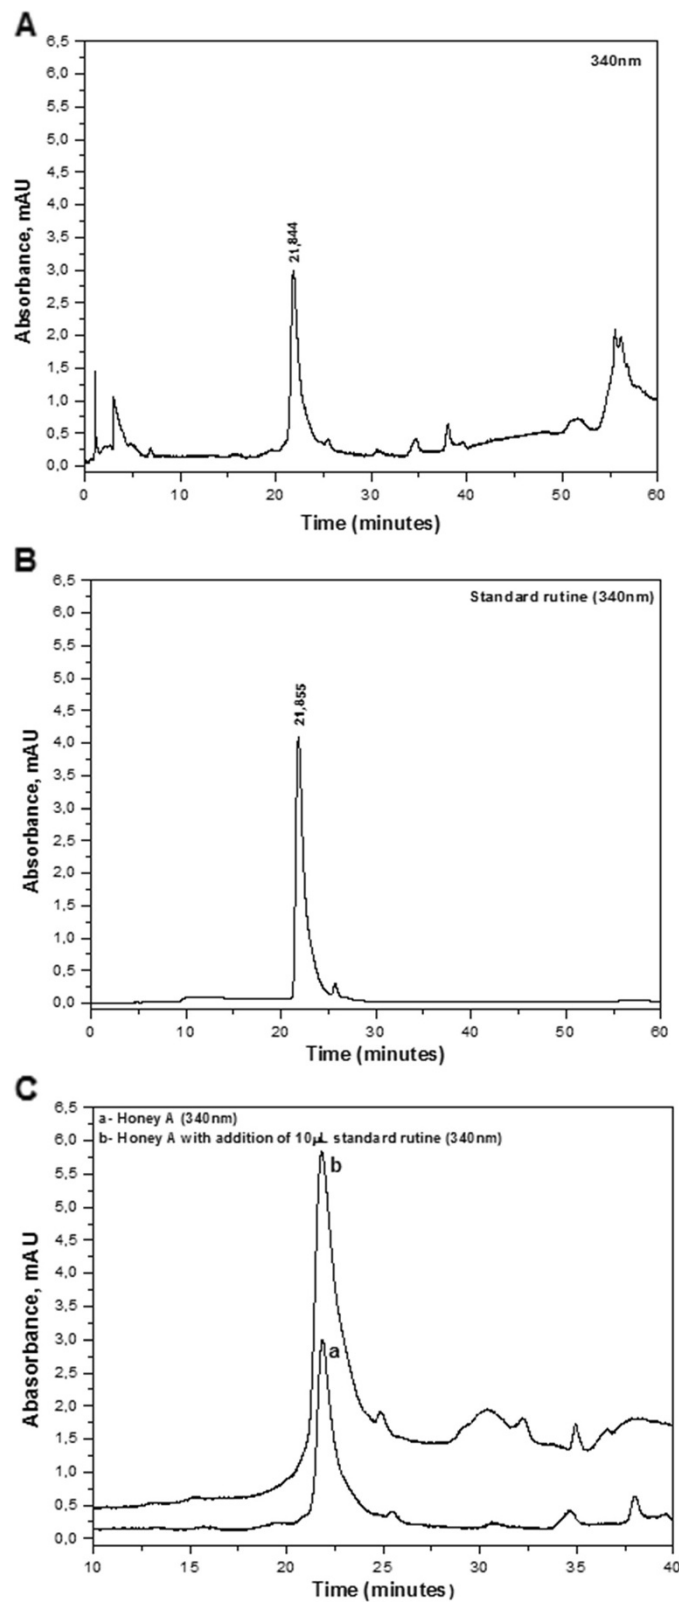 A
6,5
6,0
5,5
5,0
4,5
4,0
3,5
3,0
2,5
2,0
1,5
1,0
0,5
0,0
Absorbance, mAU
340nm
21,844
0 10 20 30 40 50 60
Time (minutes)
B
6,5
6,0
5,5
5,0
4,5
4,0
3,5
3,0
2,5
2,0
1,5
1,0
0,5
0,0
Absorbance, mAU
Standard rutine (340nm)
21,855
0 10 20 30 40 50 60
Time (minutes)
C
6,5
6,0
5,5
5,0
4,5
4,0
3,5
3,0
2,5
2,0
1,5
1,0
0,5
0,0
Abasorbance, mAU
a- Honey A (340nm)
b- Honey A with addition of 10µL standard rutine (340nm)
b
a
10 15 20 25 30 35 40
Time (minutes)